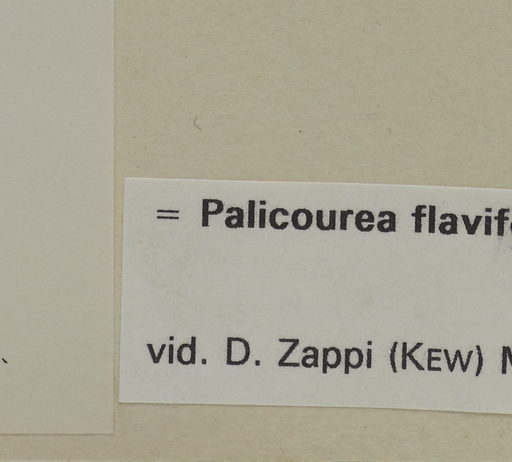 = Palicourea flavif
vid. D. Zappi (KEW)